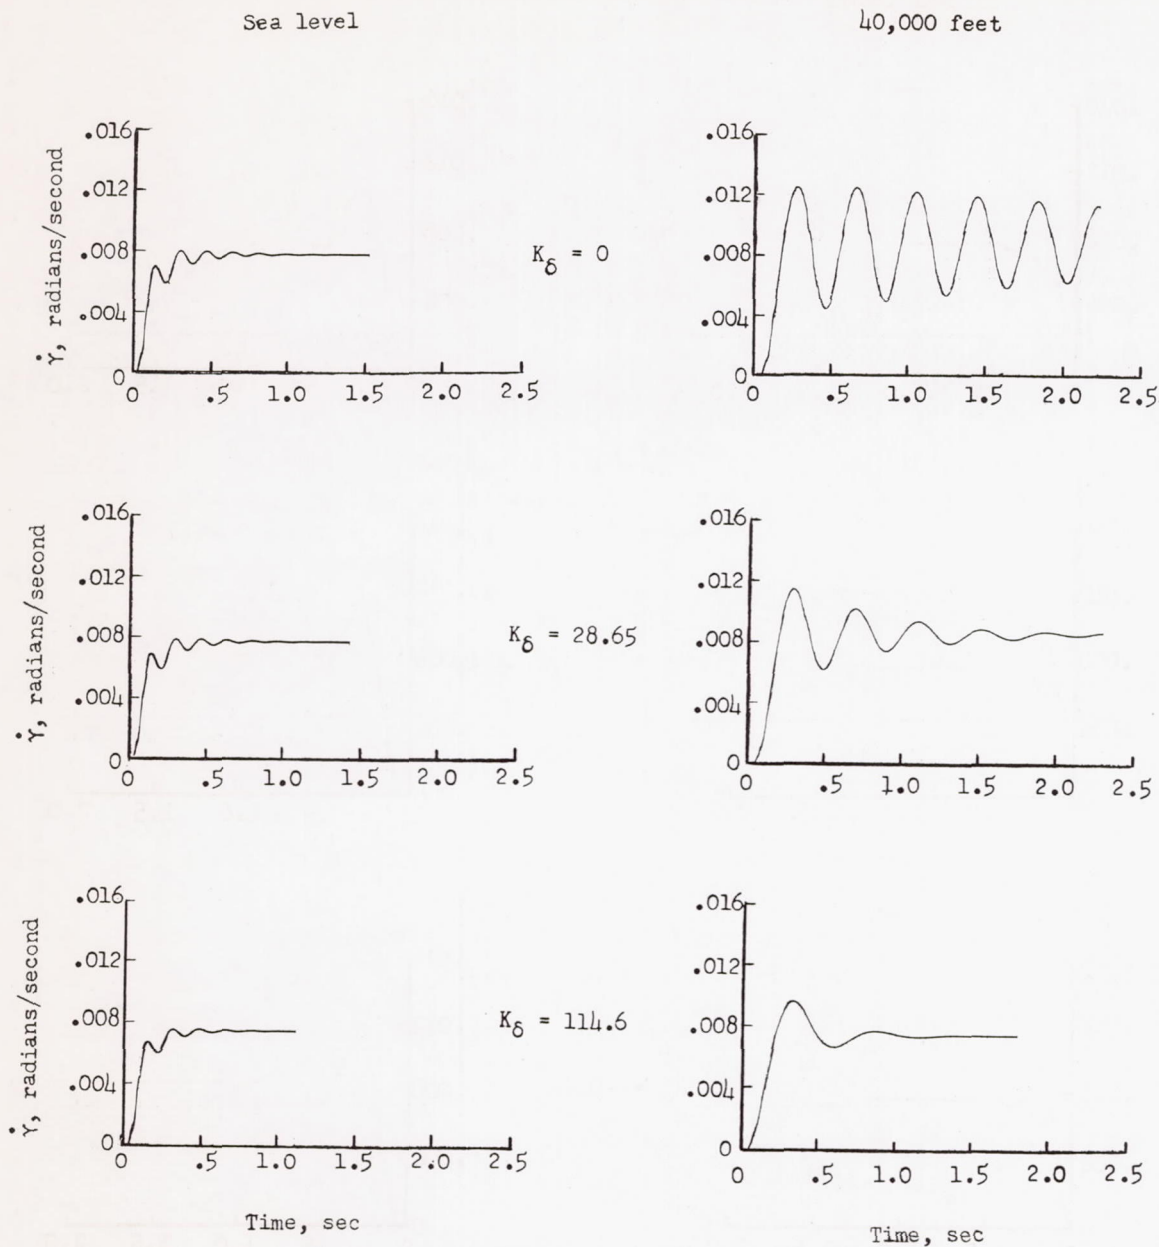 Sea level
40,000 feet
γ̇, radians/second
.016
.012
.008
.004
0
0 .5 1.0 1.5 2.0 2.5
K_δ = 0
.016
.012
.008
.004
0
0 .5 1.0 1.5 2.0 2.5
γ̇, radians/second
.016
.012
.008
.004
0
0 .5 1.0 1.5 2.0 2.5
K_δ = 28.65
.016
.012
.008
.004
0
0 .5 1.0 1.5 2.0 2.5
γ̇, radians/second
.016
.012
.008
.004
0
0 .5 1.0 1.5 2.0 2.5
Time, sec
K_δ = 114.6
.016
.012
.008
.004
0
0 .5 1.0 1.5 2.0 2.5
Time, sec